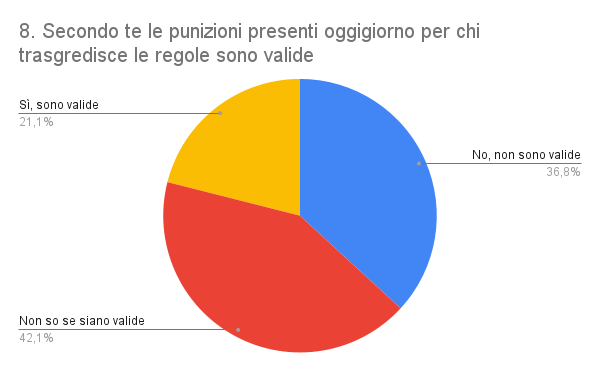 8. Secondo te le punizioni presenti oggigiorno per chi
trasgredisce le regole sono valide
Sì, sono valide
21,1%
No, non sono valide
36,8%
Non so se siano valide
42,1%